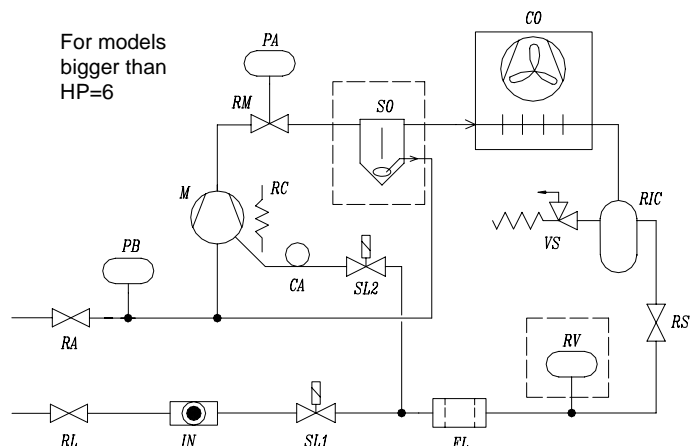 For models
bigger than
HP=6
PA
CO
RM
SO
M
RC
RIC
PB
VS
CA
SL2
RA
RS
RV
RL
IN
SL1
FL